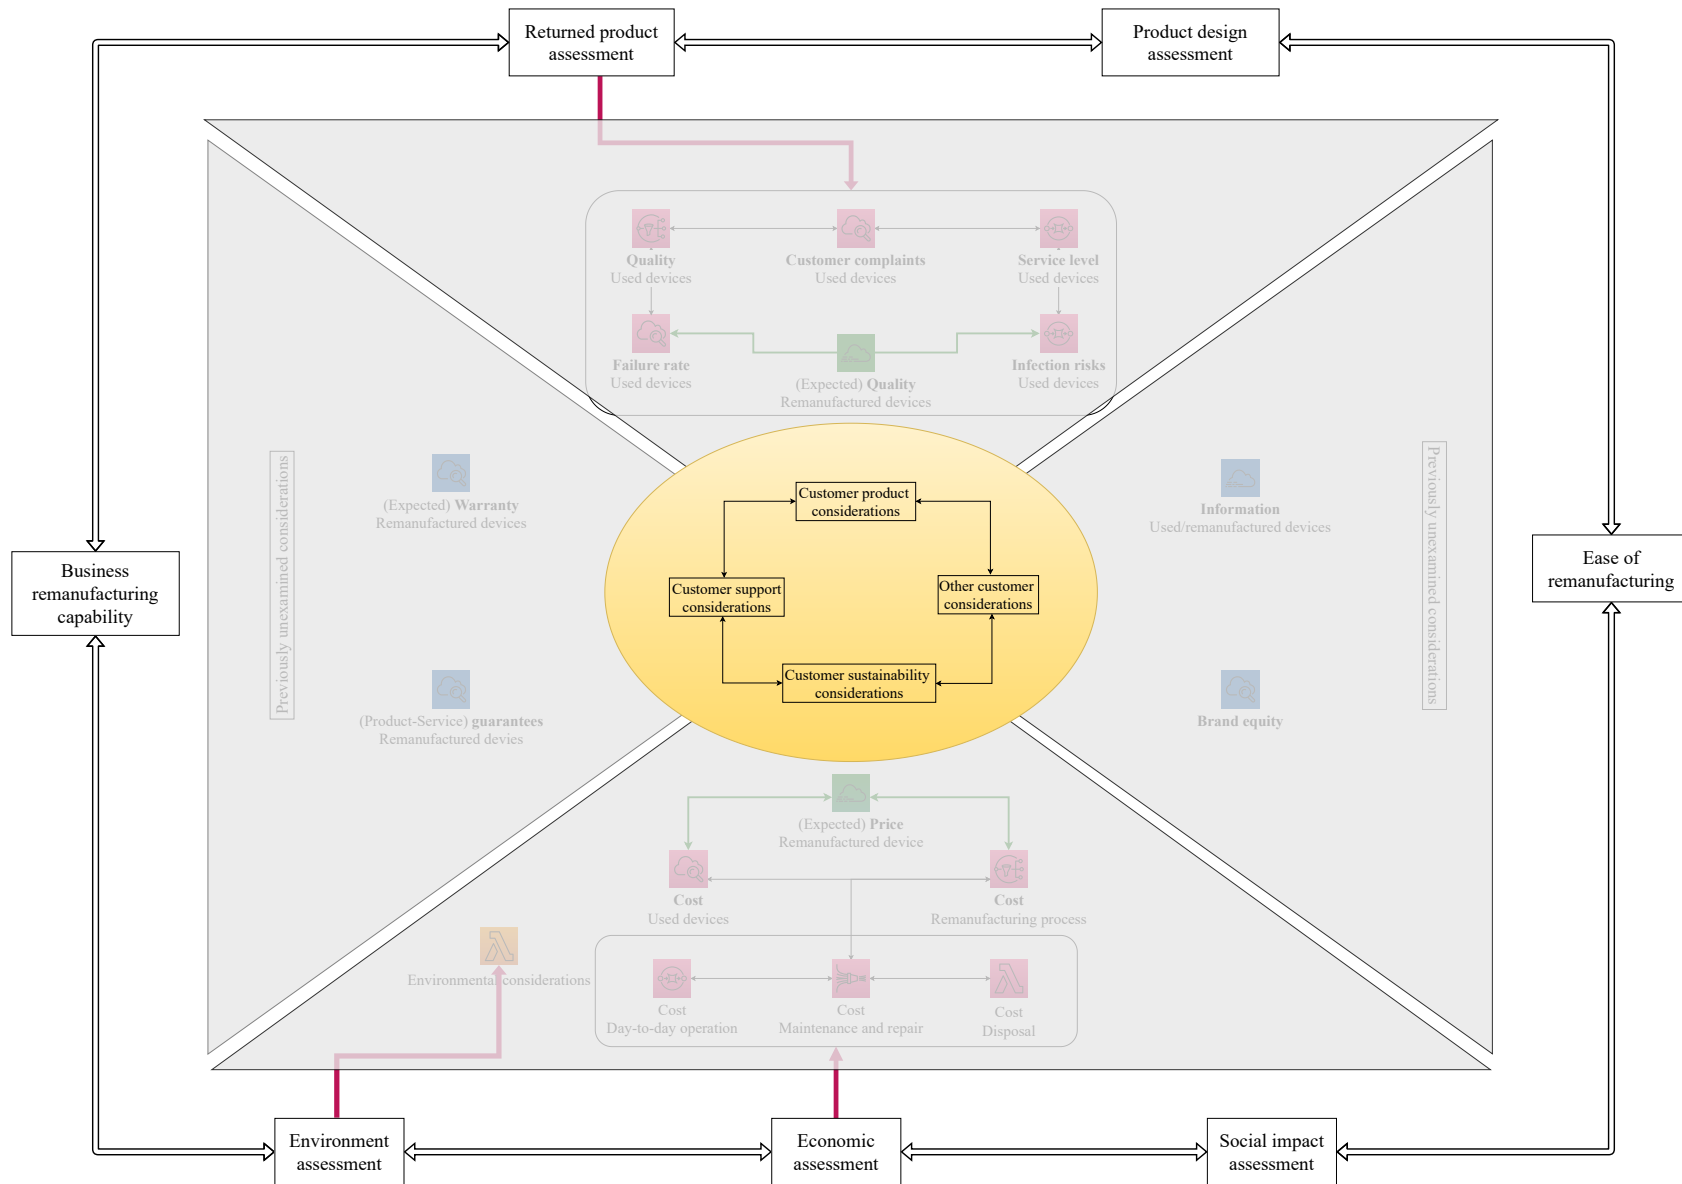 Returned product
assessment
Product design
assessment
Quality
Used devices
Customer complaints
Used devices
Service level
Used devices
Failure rate
Used devices
(Expected) Quality
Remanufactured devices
Infection risks
Used devices
Previously unexamined considerations
(Expected) Warranty
Remanufactured devices
(Product-Service) guarantees
Remanufactured devies
Customer product
considerations
Customer support
considerations
Other customer
considerations
Customer sustainability
considerations
Information
Used/remanufactured devices
Brand equity
Previously unexamined considerations
Business
remanufacturing
capability
Ease of
remanufacturing
(Expected) Price
Remanufactured device
Cost
Used devices
Cost
Remanufacturing process
Environmental considerations
Cost
Day-to-day operation
Cost
Maintenance and repair
Cost
Disposal
Environment
assessment
Economic
assessment
Social impact
assessment